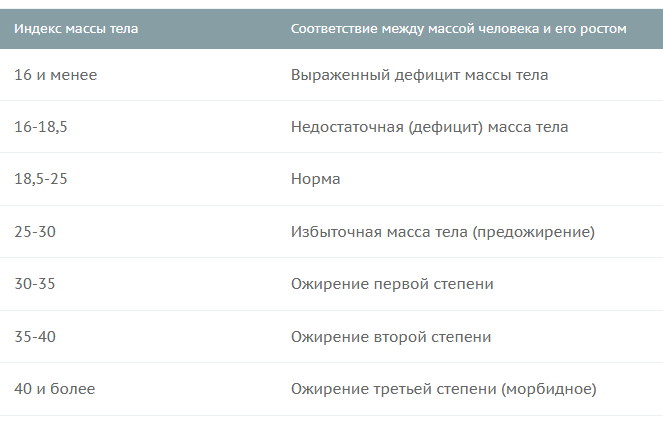 Индекс массы тела Соответствие между массой человека и его ростом
16 и менее Выраженный дефицит массы тела
16-18,5 Недостаточная (дефицит) масса тела
18,5-25 Норма
25-30 Избыточная масса тела (предожирение)
30-35 Ожирение первой степени
35-40 Ожирение второй степени
40 и более Ожирение третьей степени (морбидное)